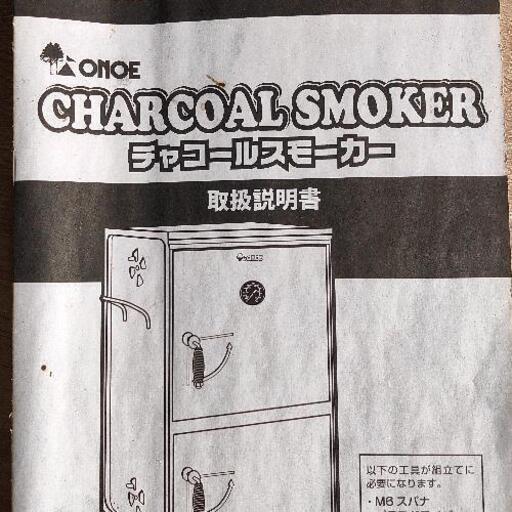 ONOE
CHARCOAL SMOKER
チャコールスモーカー
取扱説明書
以下の工具が組立てに
必要になります。
・M6 スパナ